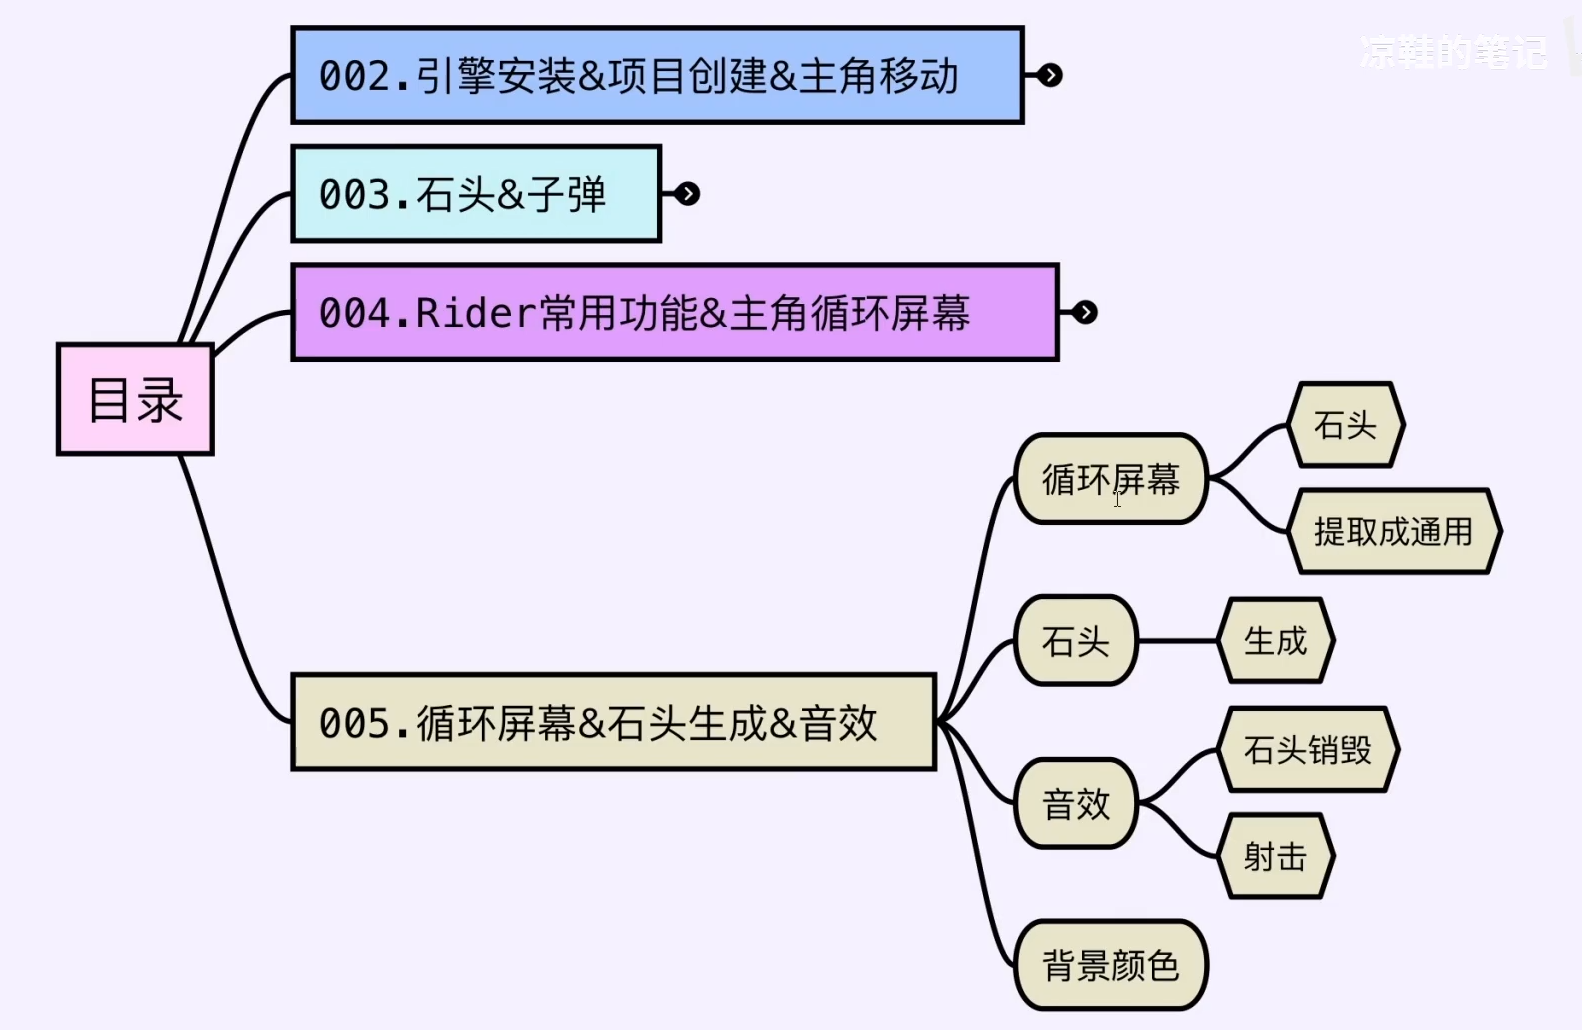 凉鞋的笔记
002.引擎安装&项目创建&主角移动
003.石头&子弹
004.Rider常用功能&主角循环屏幕
目录
005.循环屏幕&石头生成&音效
循环屏幕
石头
提取成通用
石头
生成
音效
石头销毁
射击
背景颜色